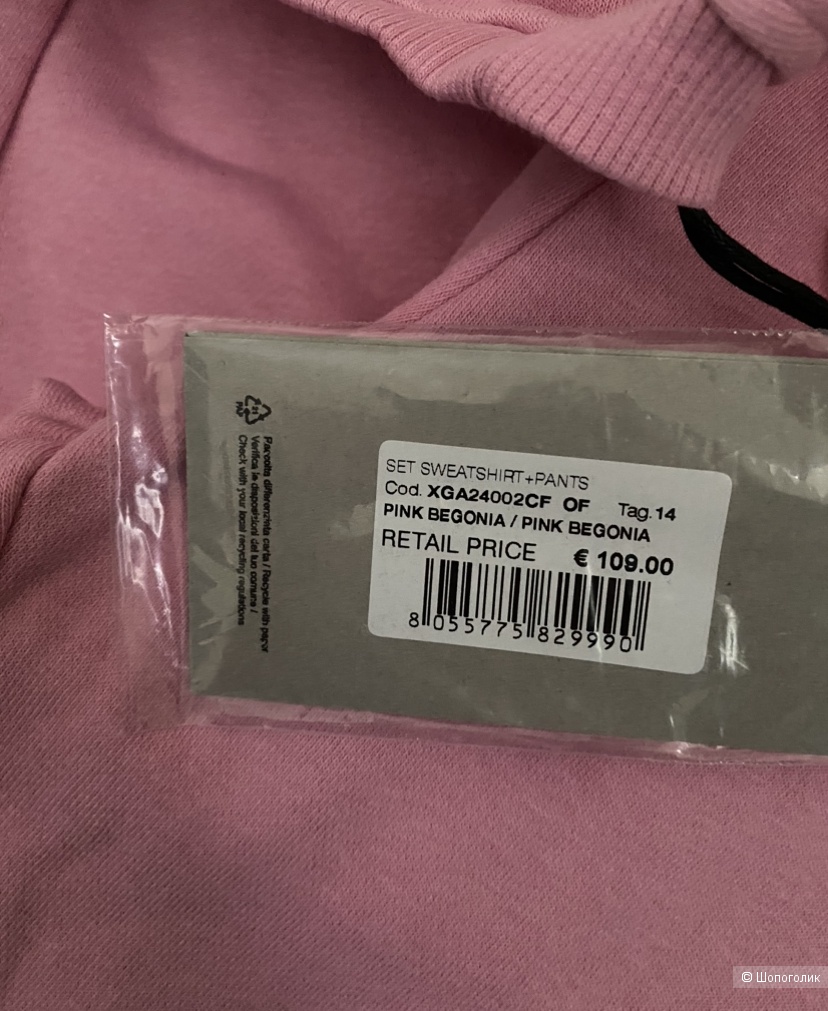 21
PAP
Raccolta differenziata carta / Recycle with paper
Verifica le disposizioni del tuo comune /
Check with your local recycling regulations
SET SWEATSHIRT+PANTS
Cod. XGA24002CF OF Tag.14
PINK BEGONIA / PINK BEGONIA
RETAIL PRICE € 109.00
8 055775 829990
© Шопоголик